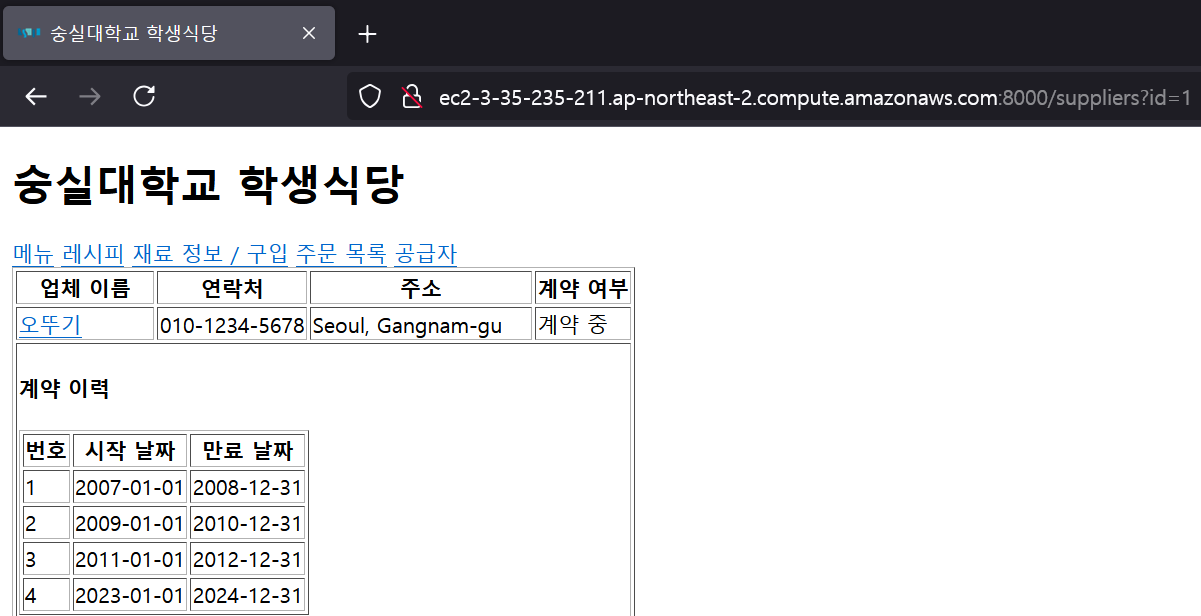 숭실대학교 학생식당
ec2-3-35-235-211.ap-northeast-2.compute.amazonaws.com:8000/suppliers?id=1
숭실대학교 학생식당
메뉴 레시피 재료 정보 / 구입 주문 목록 공급자
업체 이름 연락처 주소 계약 여부
오뚜기 010-1234-5678 Seoul, Gangnam-gu 계약 중
계약 이력
번호 시작 날짜 만료 날짜
1 2007-01-01 2008-12-31
2 2009-01-01 2010-12-31
3 2011-01-01 2012-12-31
4 2023-01-01 2024-12-31